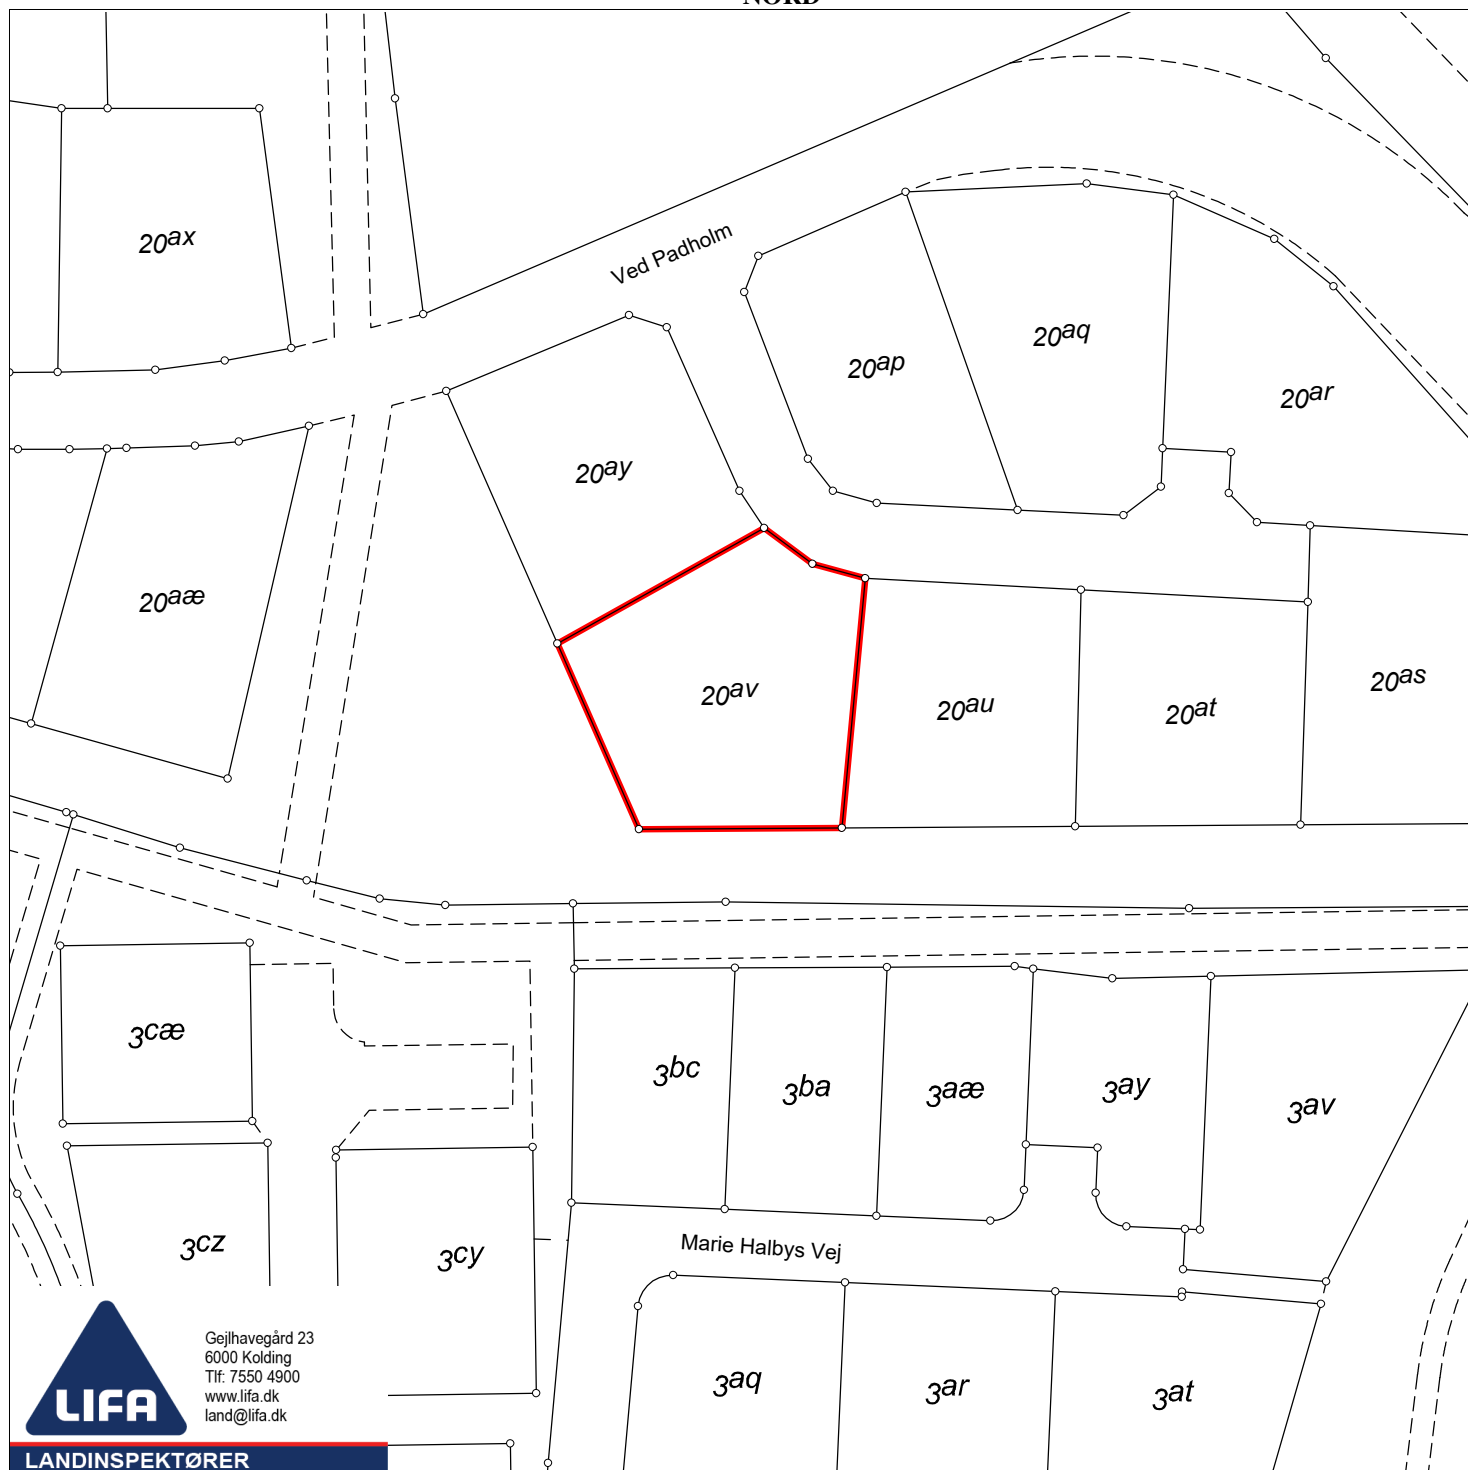 NORD
Ved Padholm
20ax
20ap
20aq
20ar
20ay
20aæ
20av
20au
20at
20as
3cæ
3bc
3ba
3aæ
3ay
3av
3cz
3cy
Marie Halbys Vej
3aq
3ar
3at
LIFA
Gejlhavegård 23
6000 Kolding
Tlf: 7550 4900
www.lifa.dk
land@lifa.dk
LANDINSPEKTØRER